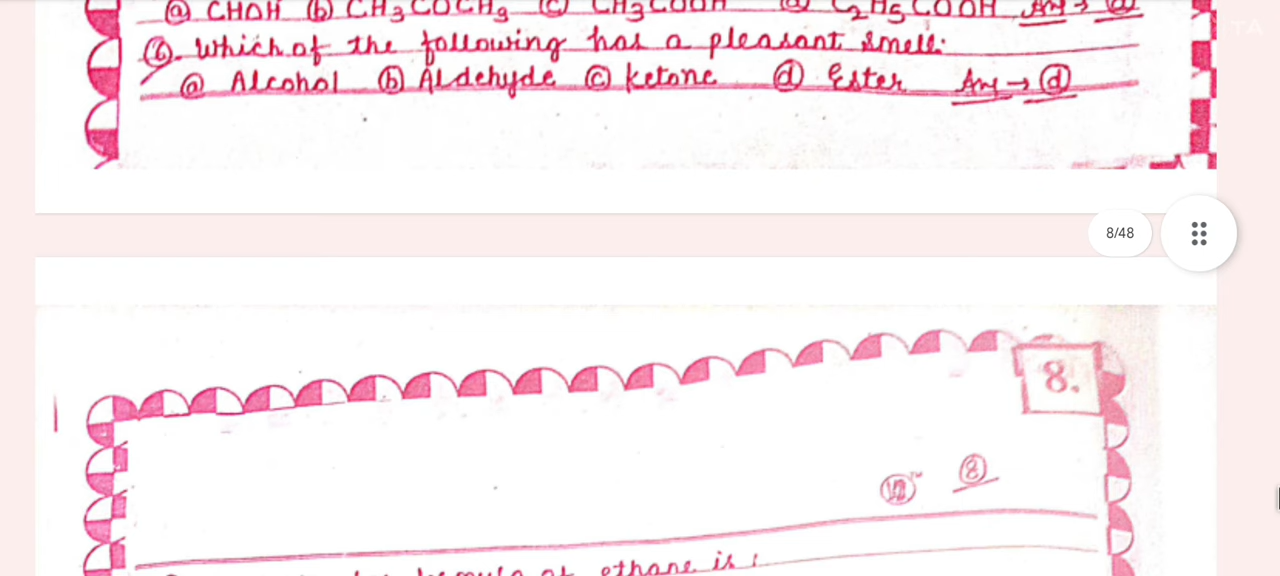 ⓐ CHOH ⓑ CH3COCH3 ⓒ CH3COOH ⓓ C2H5COOH Ans → ⓐ
⑥. Which of the following has a pleasant smell.
ⓐ Alcohol ⓑ Aldehyde ⓒ Ketone ⓓ Ester Ans → ⓓ
8/48
8.
⑧
ethane is :